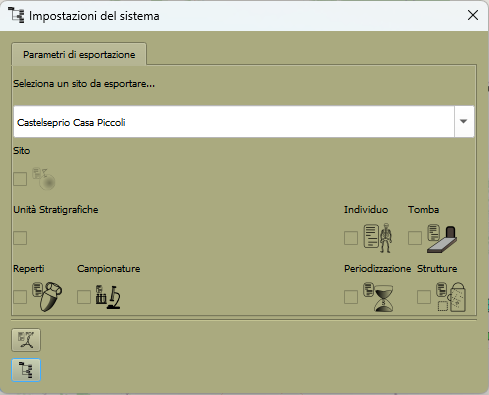 Impostazioni del sistema
Parametri di esportazione
Seleziona un sito da esportare...
Castelseprio Casa Piccoli
Sito
Unità Stratigrafiche
Individuo
Tomba
Reperti
Campionature
Periodizzazione
Strutture